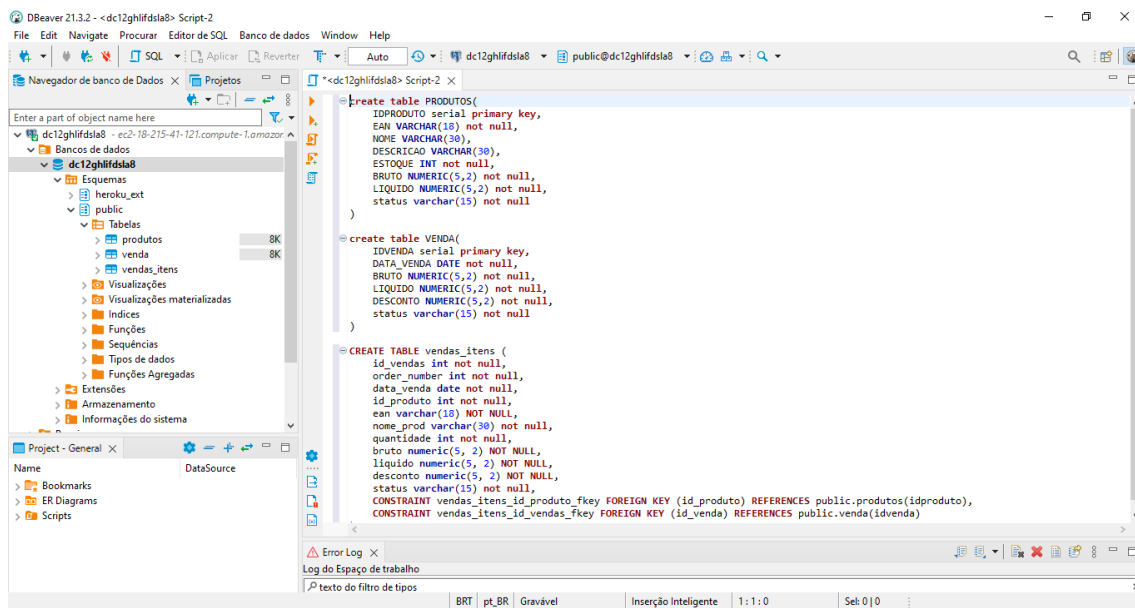 DBeaver 21.3.2 - <dc12ghlifdsla8> Script-2
File Edit Navigate Procurar Editor de SQL Banco de dados Window Help
SQL Aplicar Reverter Auto dc12ghlifdsla8 public@dc12ghlifdsla8
Navegador de banco de Dados Projetos
Enter a part of object name here
dc12ghlifdsla8 - ec2-18-215-41-121.compute-1.amazon
Bancos de dados
dc12ghlifdsla8
Esquemas
heroku_ext
public
Tabelas
produtos 8K
venda 8K
vendas_itens
Visualizações
Visualizações materializadas
Indices
Funções
Sequências
Tipos de dados
Funções Agregadas
Extensões
Armazenamento
Informações do sistema
Project - General
Name DataSource
Bookmarks
ER Diagrams
Scripts
*<dc12ghlifdsla8> Script-2
create table PRODUTOS(
IDPRODUTO serial primary key,
EAN VARCHAR(18) not null,
NOME VARCHAR(30),
DESCRICAO VARCHAR(30),
ESTOQUE INT not null,
BRUTO NUMERIC(5,2) not null,
LIQUIDO NUMERIC(5,2) not null,
status varchar(15) not null
)
create table VENDA(
IDVENDA serial primary key,
DATA_VENDA DATE not null,
BRUTO NUMERIC(5,2) not null,
LIQUIDO NUMERIC(5,2) not null,
DESCONTO NUMERIC(5,2) not null,
status varchar(15) not null
)
CREATE TABLE vendas_itens (
id_vendas int not null,
order_number int not null,
data_venda date not null,
id_produto int not null,
ean varchar(18) NOT NULL,
nome_prod varchar(30) not null,
quantidade int not null,
bruto numeric(5, 2) NOT NULL,
liquido numeric(5, 2) NOT NULL,
desconto numeric(5, 2) NOT NULL,
status varchar(15) not null,
CONSTRAINT vendas_itens_id_produto_fkey FOREIGN KEY (id_produto) REFERENCES public.produtos(idproduto),
CONSTRAINT vendas_itens_id_vendas_fkey FOREIGN KEY (id_venda) REFERENCES public.venda(idvenda)
Error Log
Log do Espaço de trabalho
texto do filtro de tipos
BRT pt_BR Gravável Inserção Inteligente 1:1:0 Sel: 0 | 0